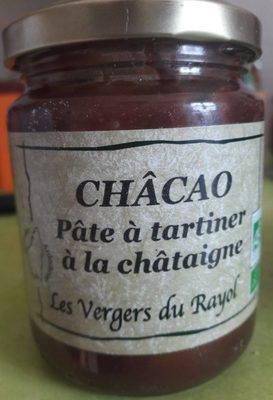 CHÂCAO
Pâte à tartiner
à la châtaigne
Les Vergers du Rayol